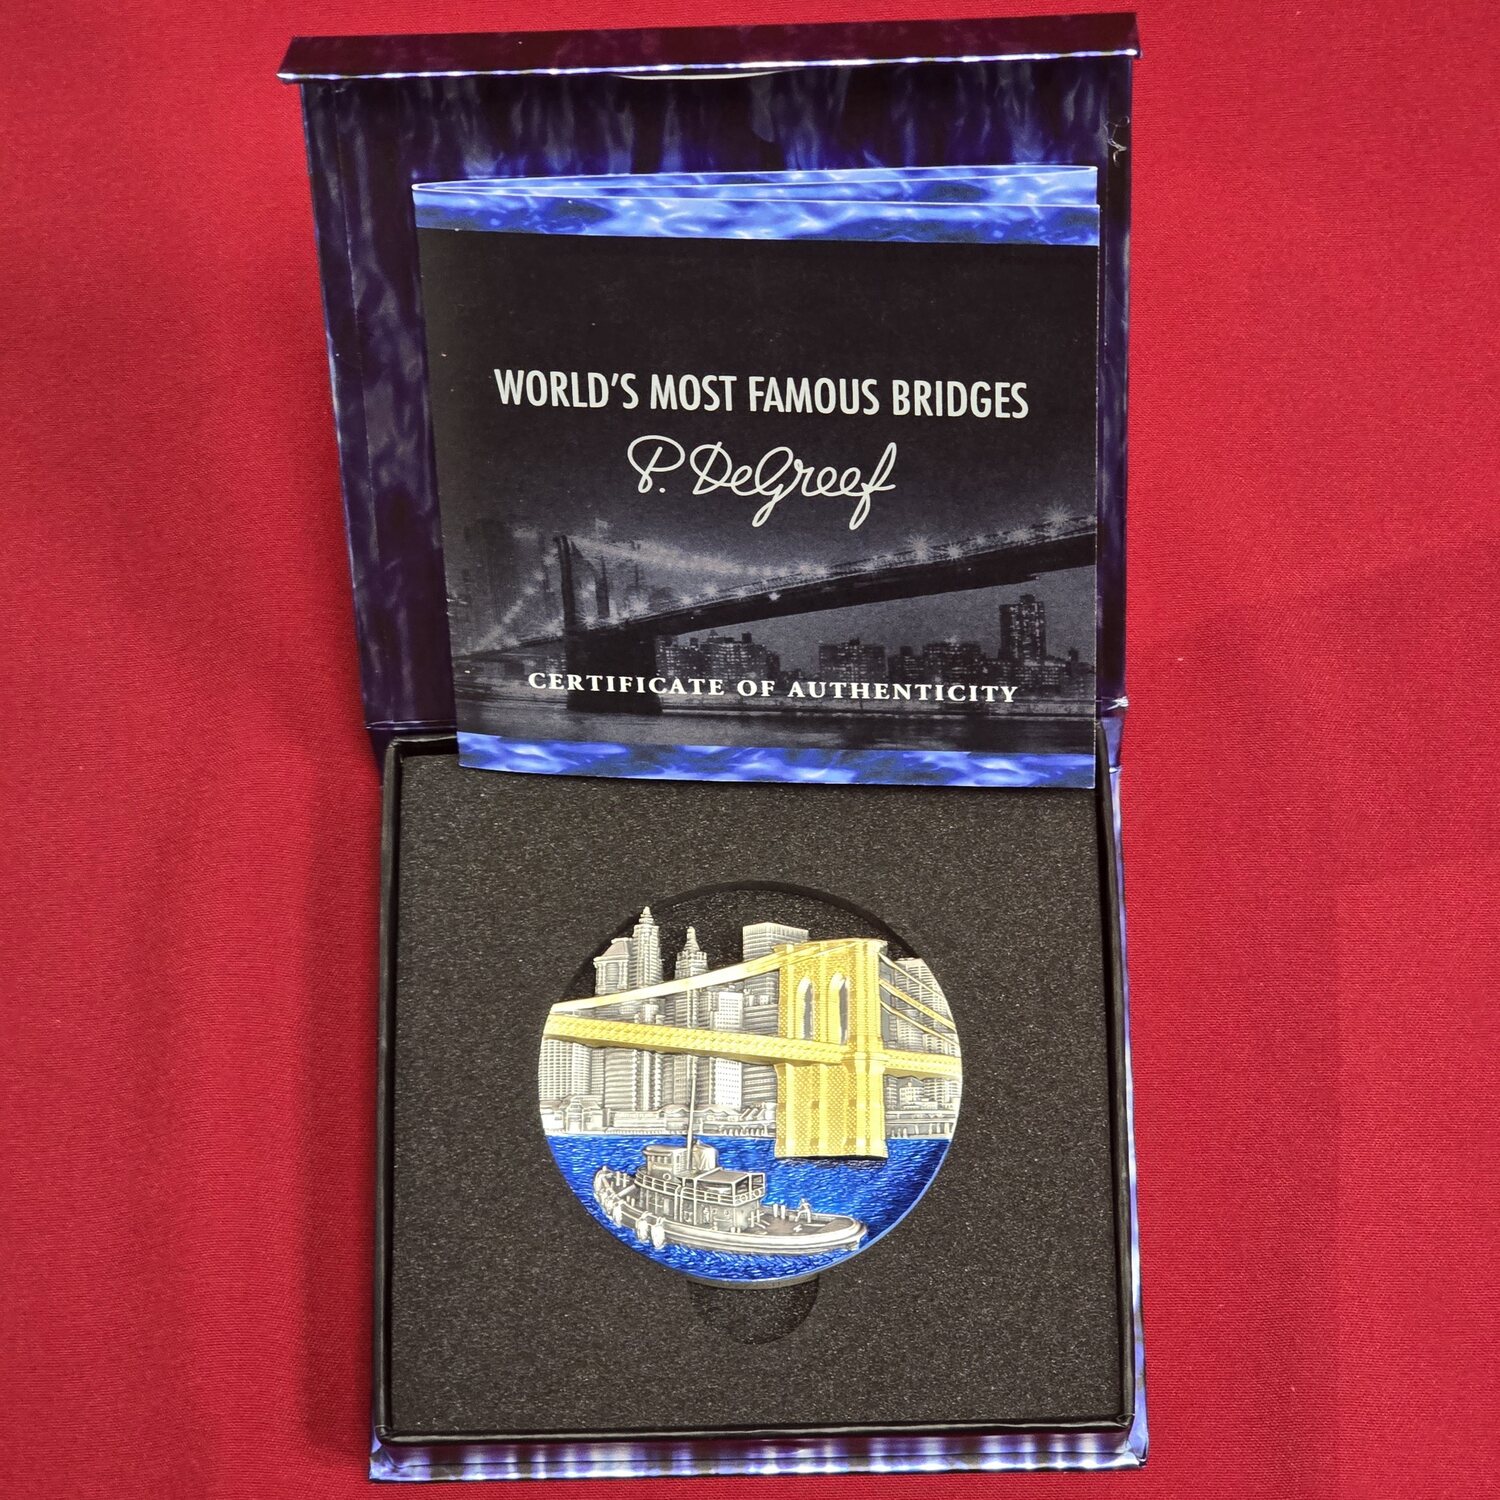 WORLD'S MOST FAMOUS BRIDGES
P. DeGreef
CERTIFICATE OF AUTHENTICITY